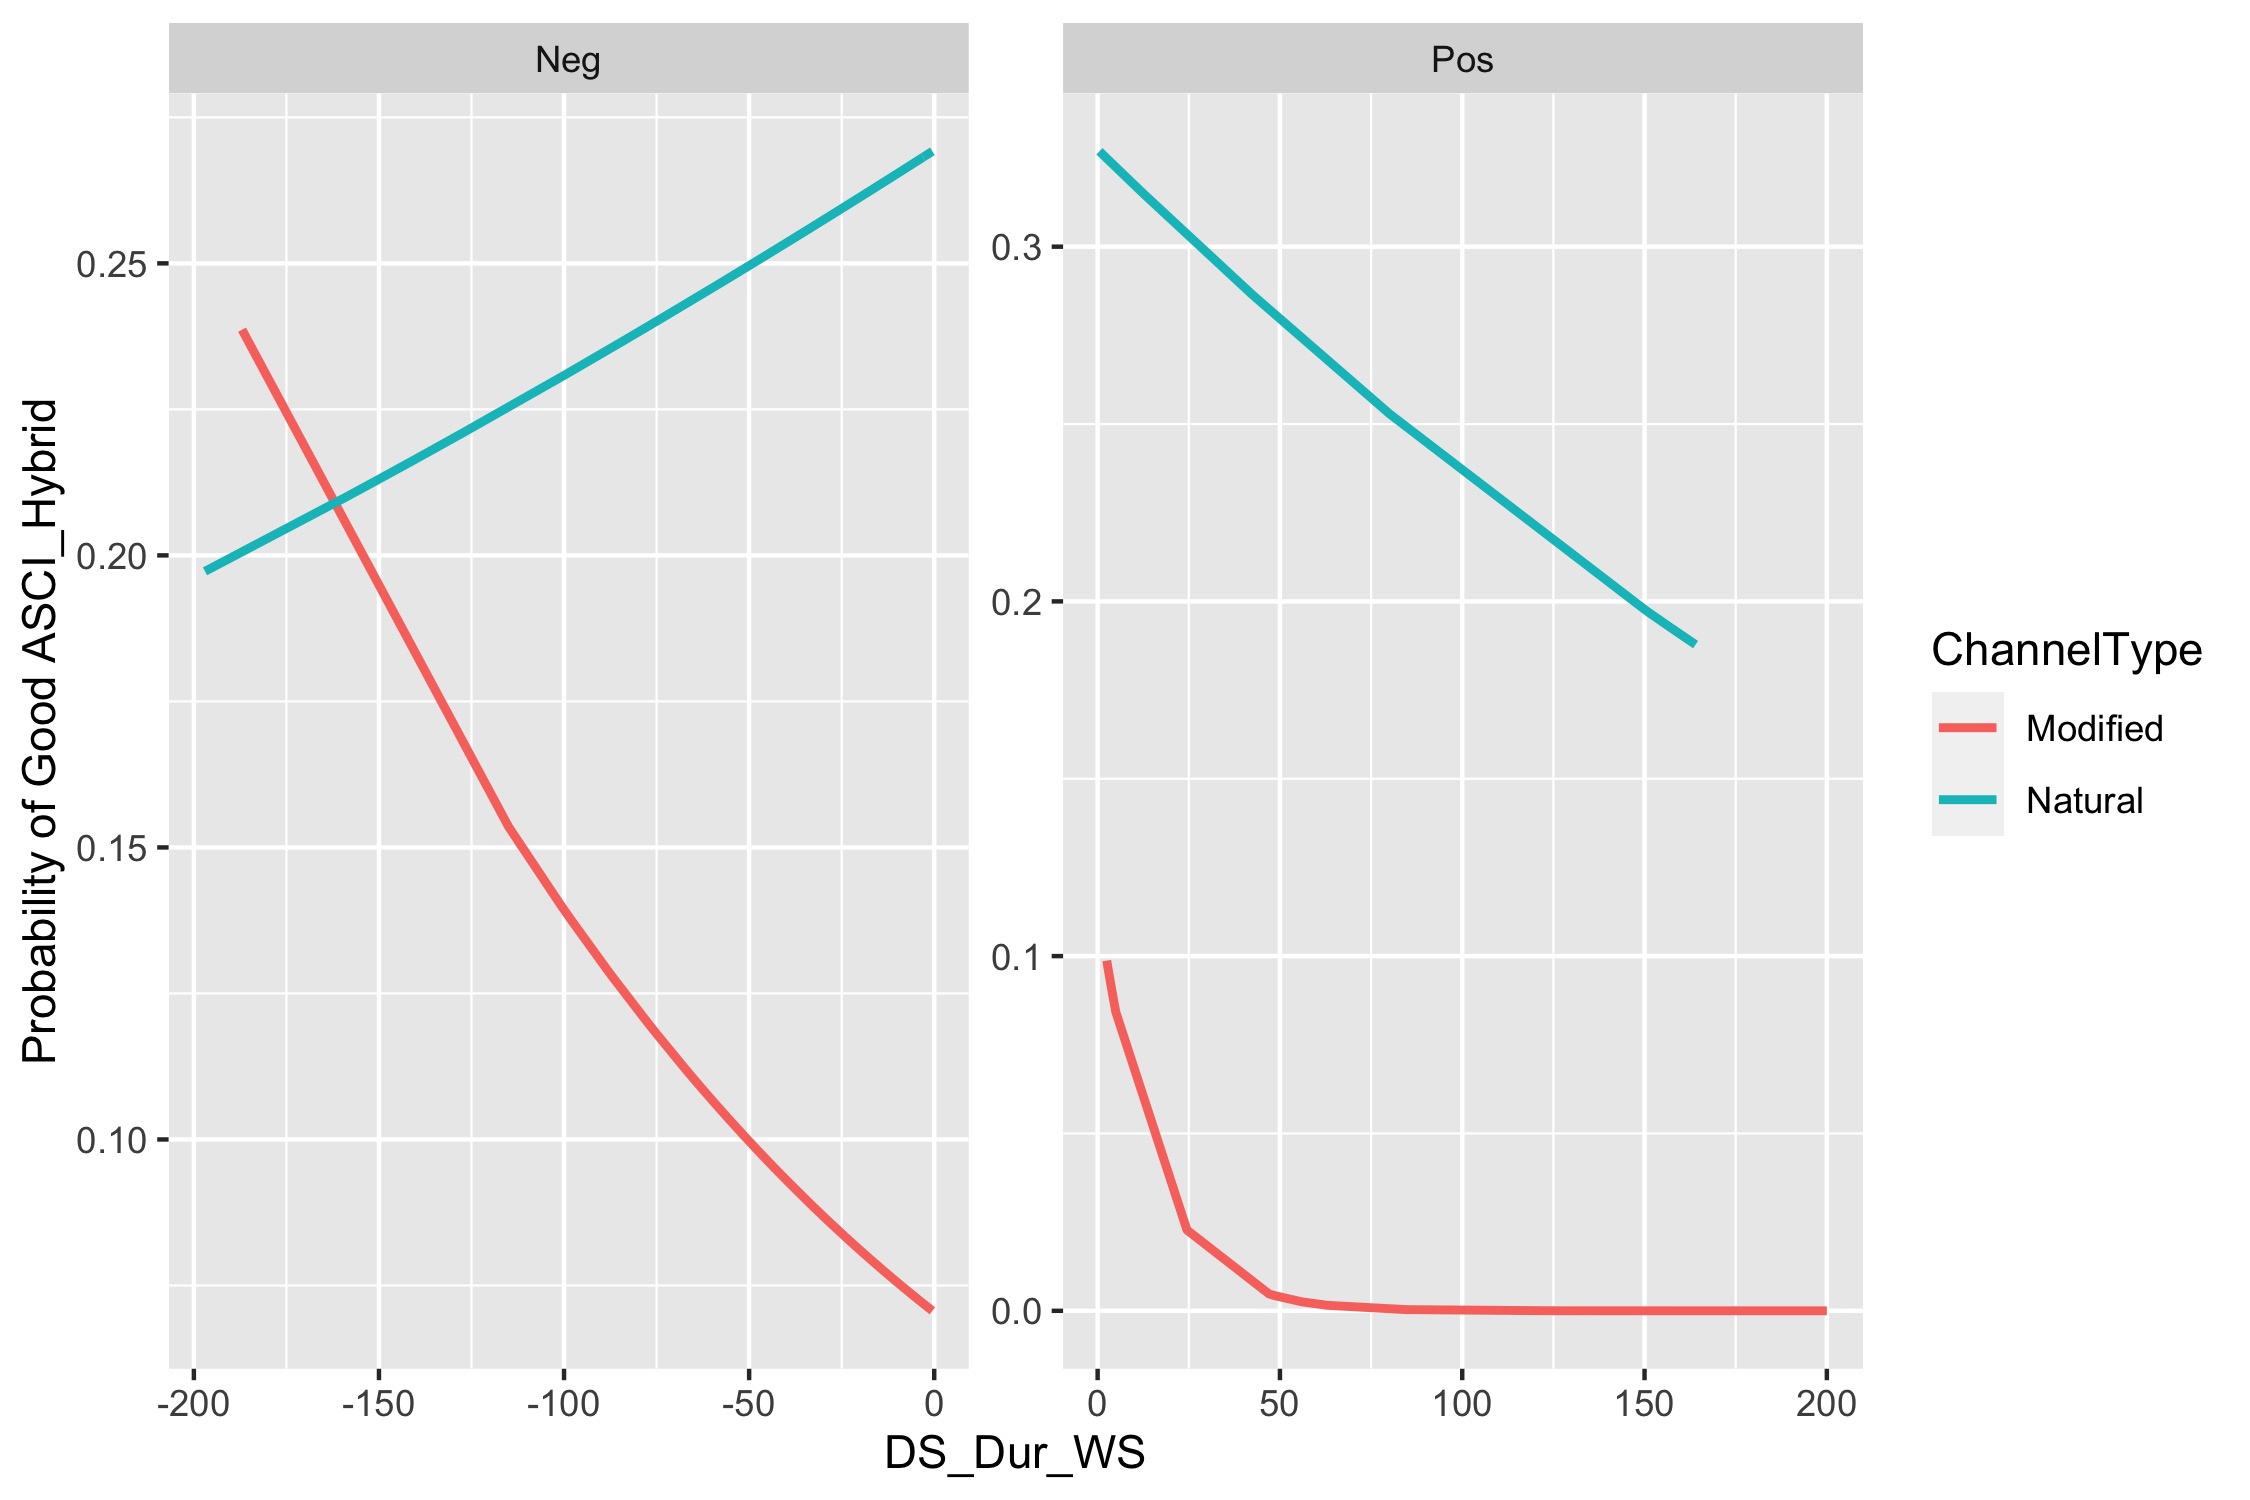 Neg
Pos
Probability of Good ASCI_Hybrid
0.25
0.20
0.15
0.10
0.3
0.2
0.1
0.0
-200 -150 -100 -50 0
0 50 100 150 200
DS_Dur_WS
ChannelType
Modified
Natural